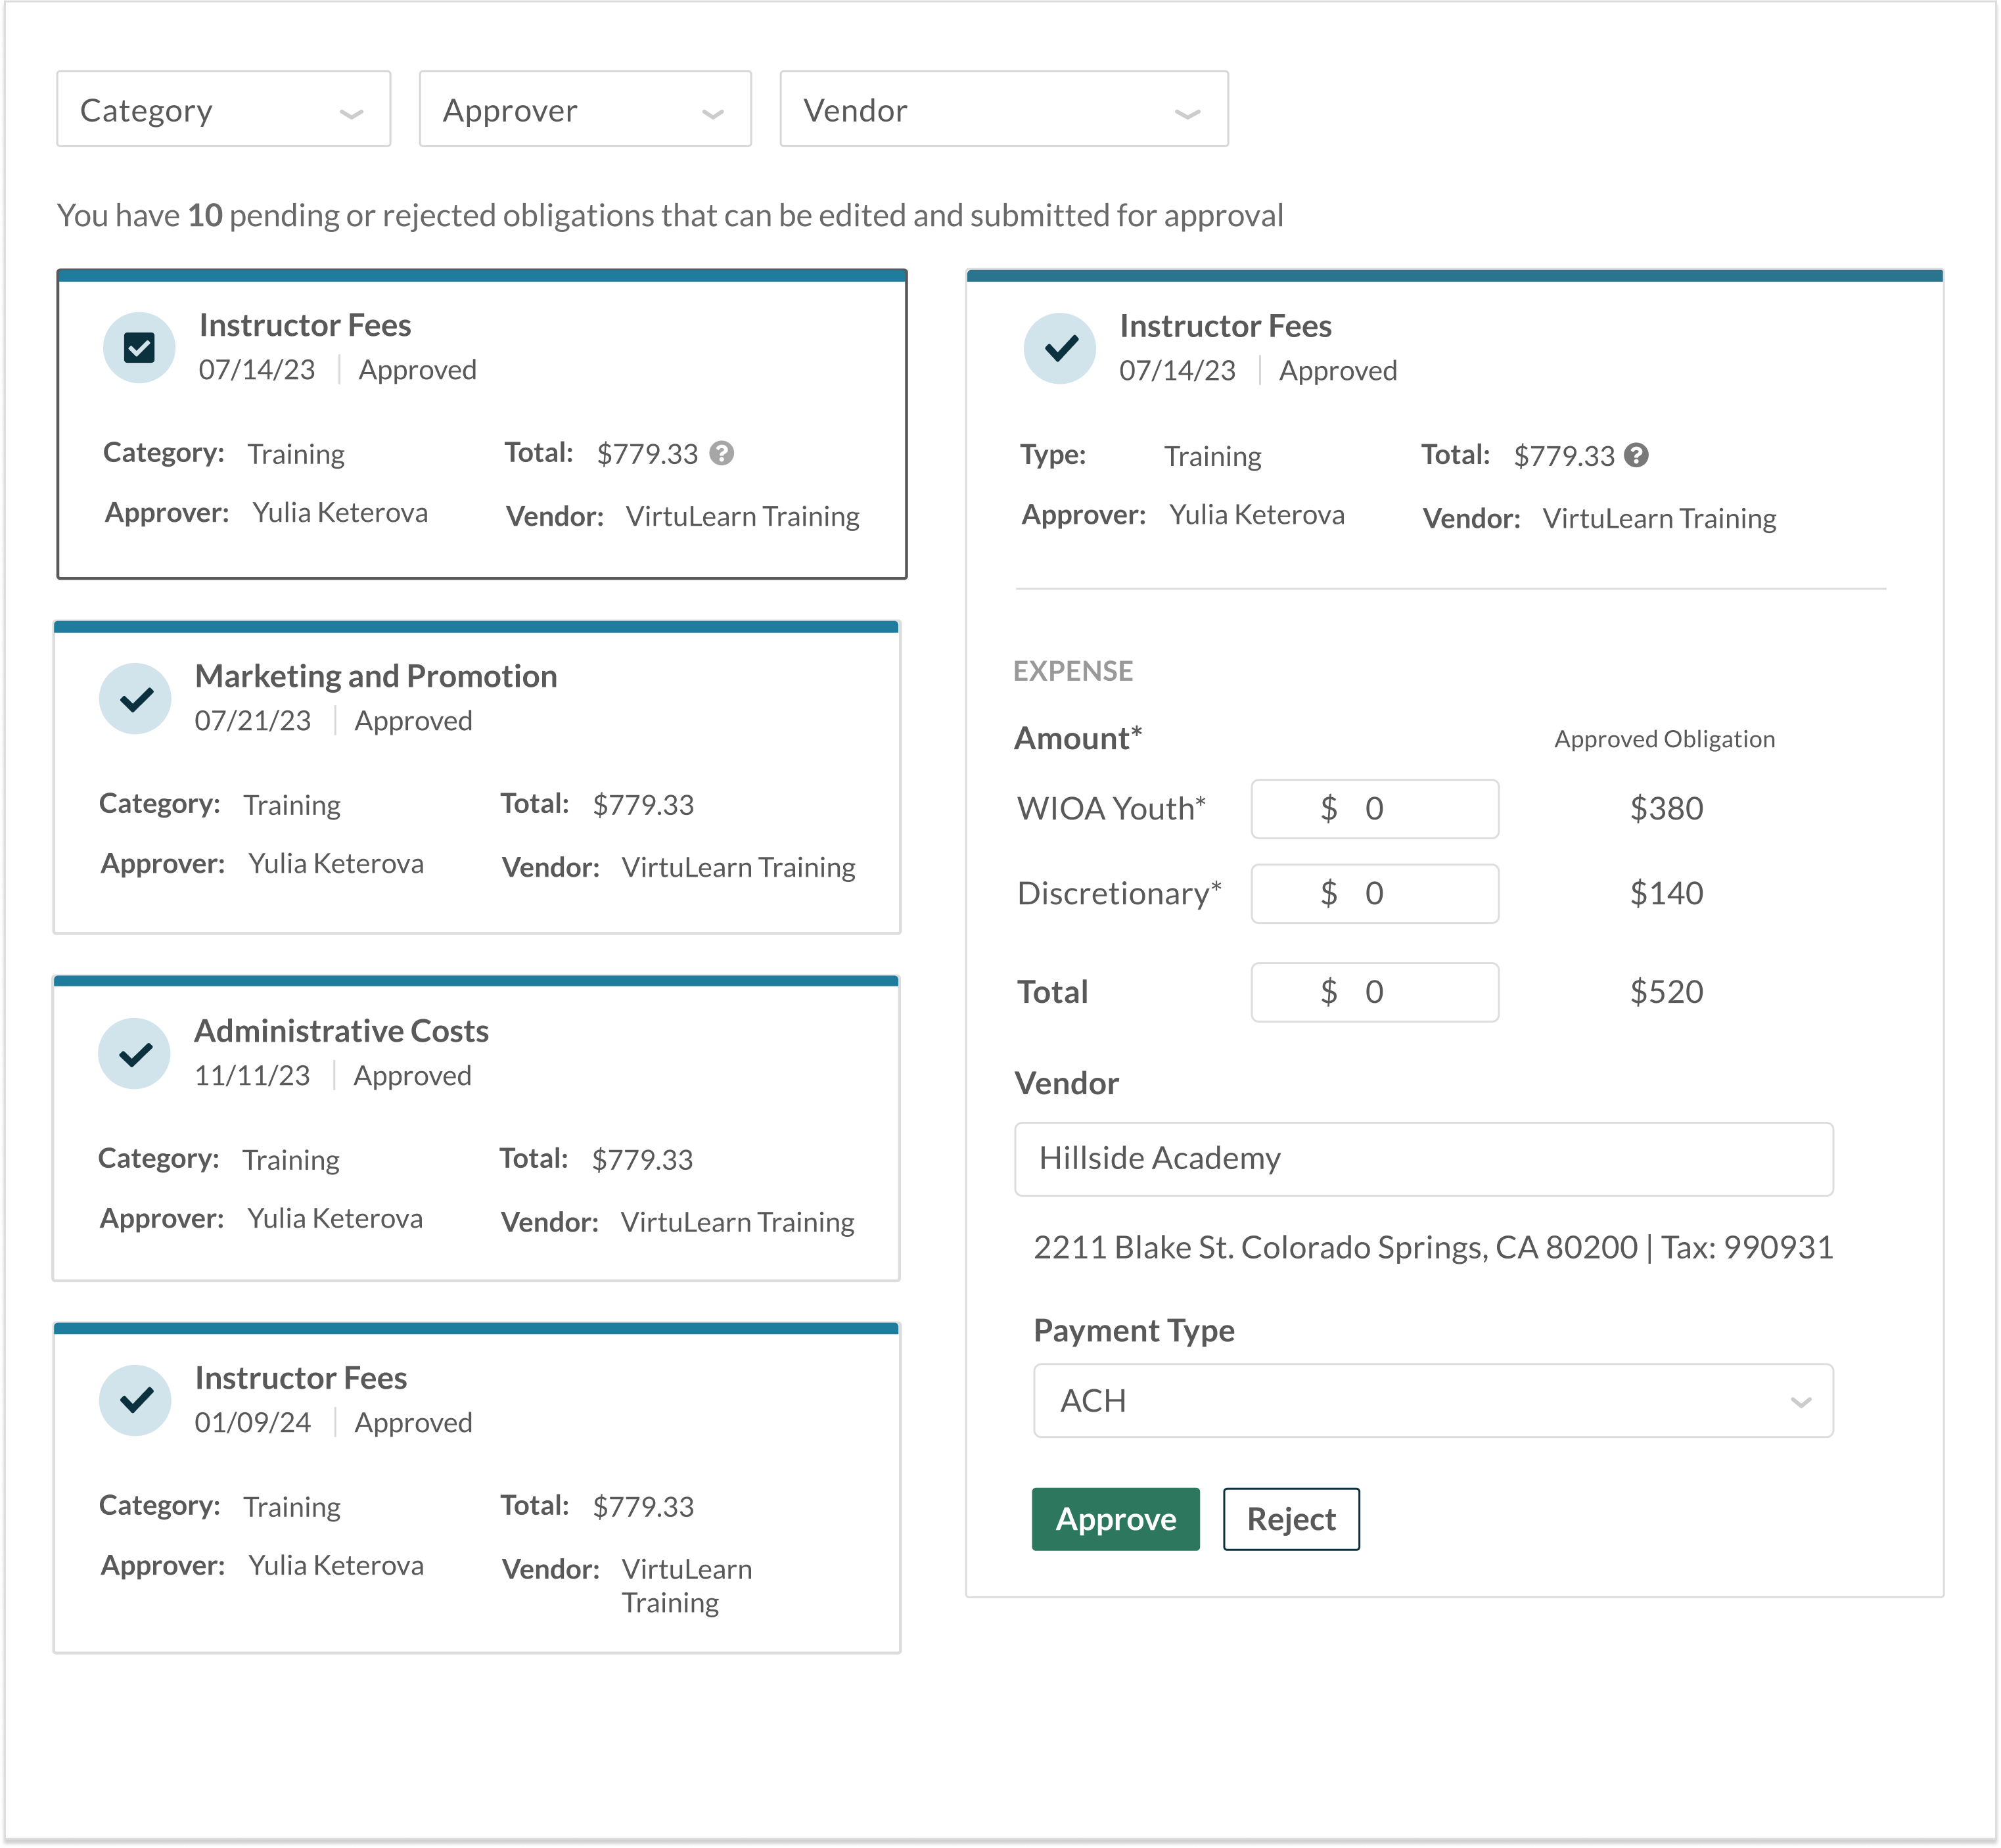 Category
Approver
Vendor
You have 10 pending or rejected obligations that can be edited and submitted for approval
Instructor Fees
07/14/23 | Approved
Category: Training
Total: $779.33 ?
Approver: Yulia Keterova
Vendor: VirtuLearn Training
Marketing and Promotion
07/21/23 | Approved
Category: Training
Total: $779.33
Approver: Yulia Keterova
Vendor: VirtuLearn Training
Administrative Costs
11/11/23 | Approved
Category: Training
Total: $779.33
Approver: Yulia Keterova
Vendor: VirtuLearn Training
Instructor Fees
01/09/24 | Approved
Category: Training
Total: $779.33
Approver: Yulia Keterova
Vendor: VirtuLearn
Training
Instructor Fees
07/14/23 | Approved
Type: Training
Total: $779.33 ?
Approver: Yulia Keterova
Vendor: VirtuLearn Training
EXPENSE
Amount* Approved Obligation
WIOA Youth* $ 0 $380
Discretionary* $ 0 $140
Total $ 0 $520
Vendor
Hillside Academy
2211 Blake St. Colorado Springs, CA 80200 | Tax: 990931
Payment Type
ACH
Approve Reject